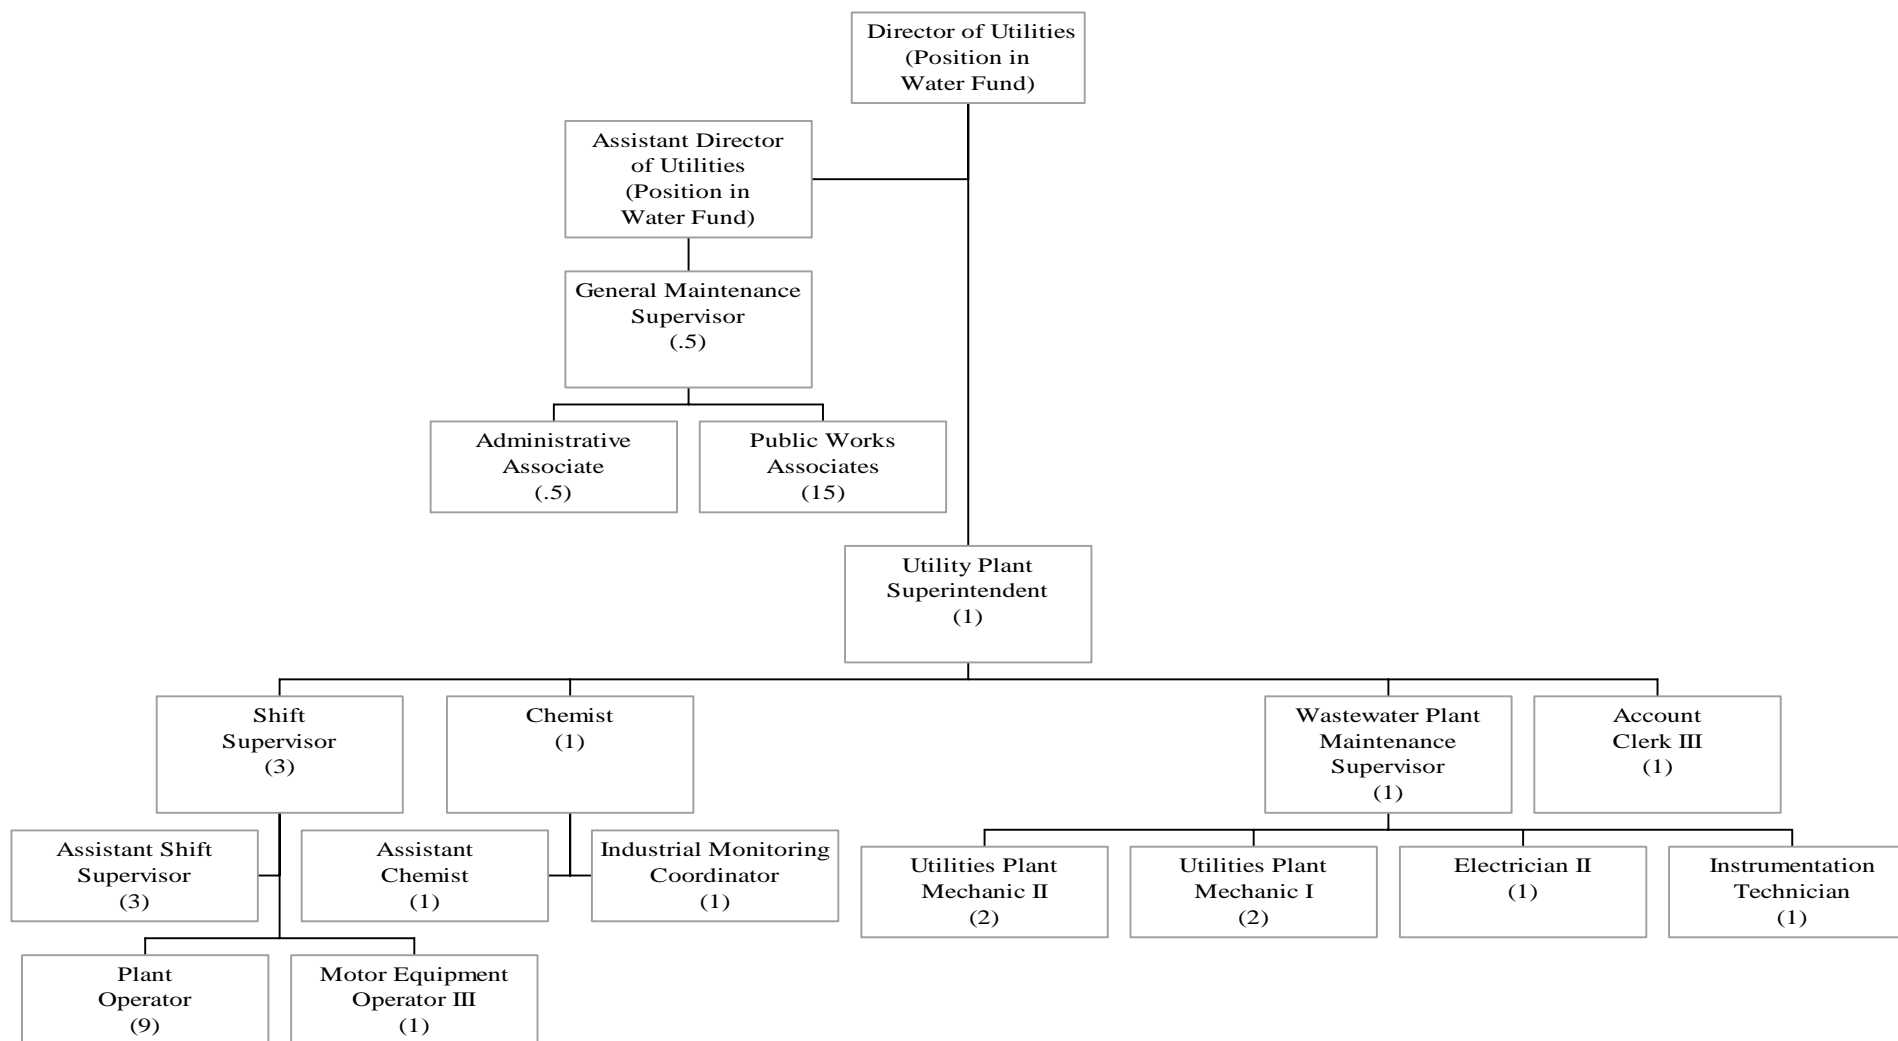 Director of Utilities
(Position in
Water Fund)
Assistant Director
of Utilities
(Position in
Water Fund)
General Maintenance
Supervisor
(.5)
Administrative
Associate
(.5)
Public Works
Associates
(15)
Utility Plant
Superintendent
(1)
Shift
Supervisor
(3)
Chemist
(1)
Wastewater Plant
Maintenance
Supervisor
(1)
Account
Clerk III
(1)
Assistant Shift
Supervisor
(3)
Assistant
Chemist
(1)
Industrial Monitoring
Coordinator
(1)
Utilities Plant
Mechanic II
(2)
Utilities Plant
Mechanic I
(2)
Electrician II
(1)
Instrumentation
Technician
(1)
Plant
Operator
(9)
Motor Equipment
Operator III
(1)